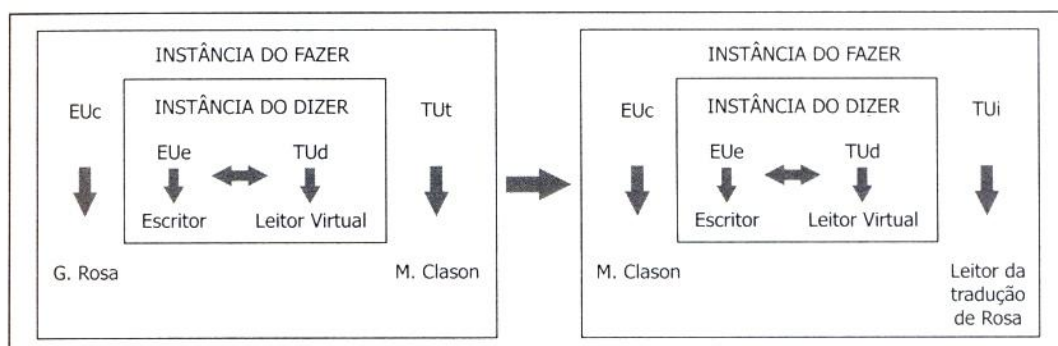 INSTÂNCIA DO FAZER
EUc
INSTÂNCIA DO DIZER
TUt
EUe
TUd
Escritor
Leitor Virtual
G. Rosa
M. Clason
INSTÂNCIA DO FAZER
EUc
INSTÂNCIA DO DIZER
TUi
EUe
TUd
Escritor
Leitor Virtual
M. Clason
Leitor da
tradução
de Rosa